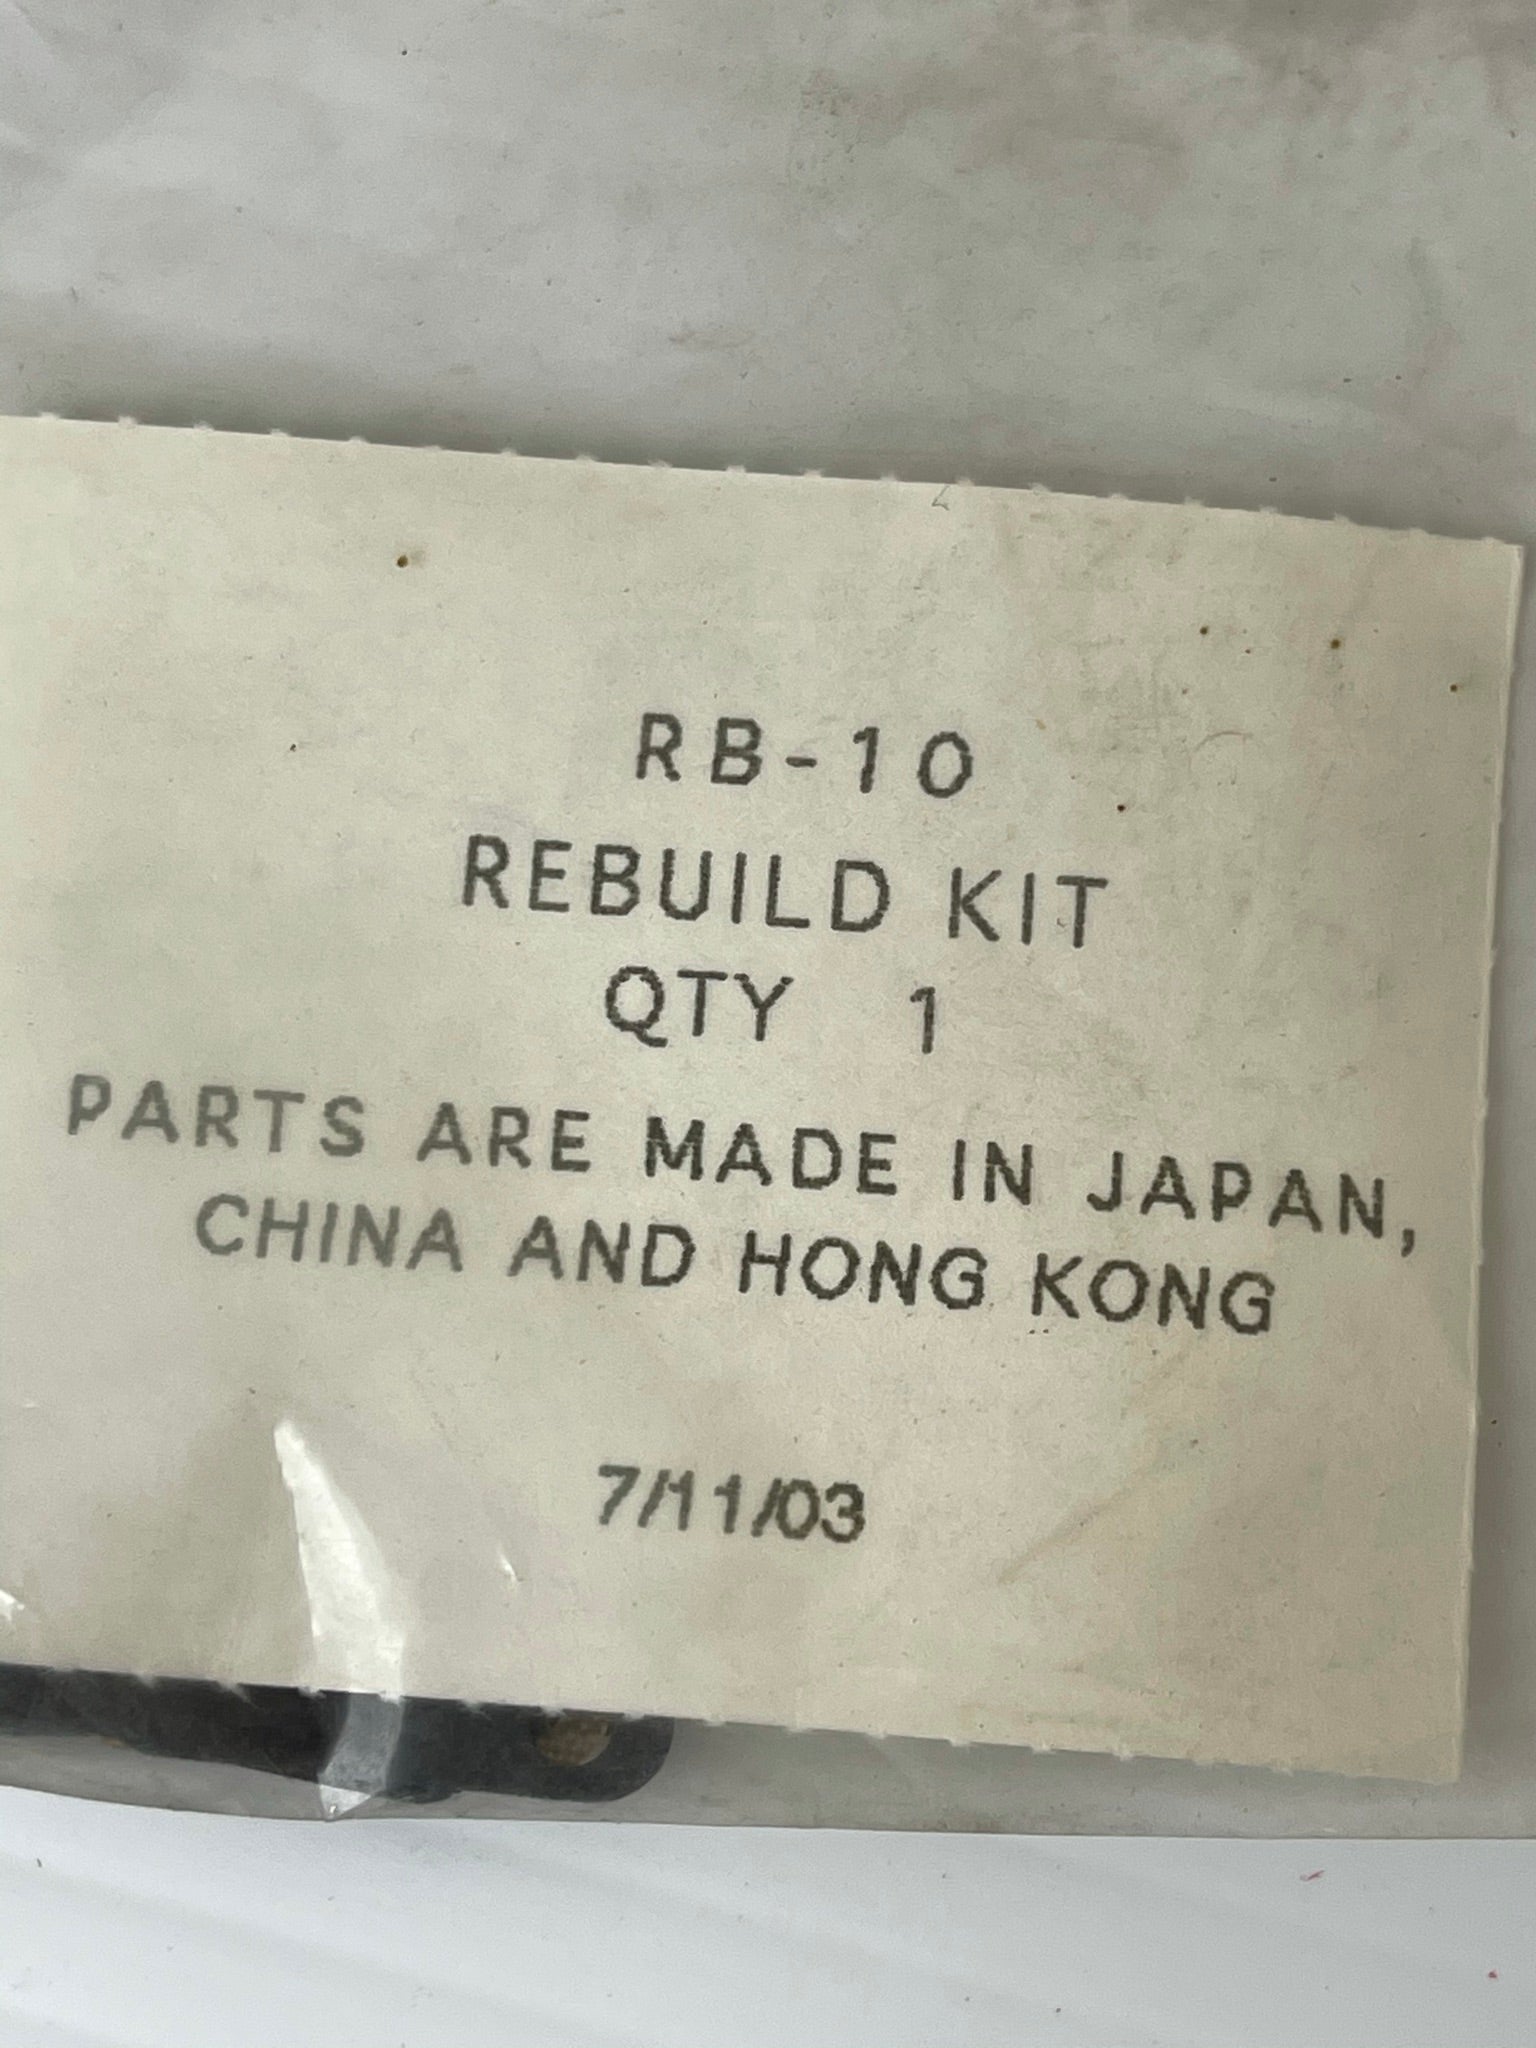 RB-10
REBUILD KIT
QTY 1
PARTS ARE MADE IN JAPAN,
CHINA AND HONG KONG
7/11/03